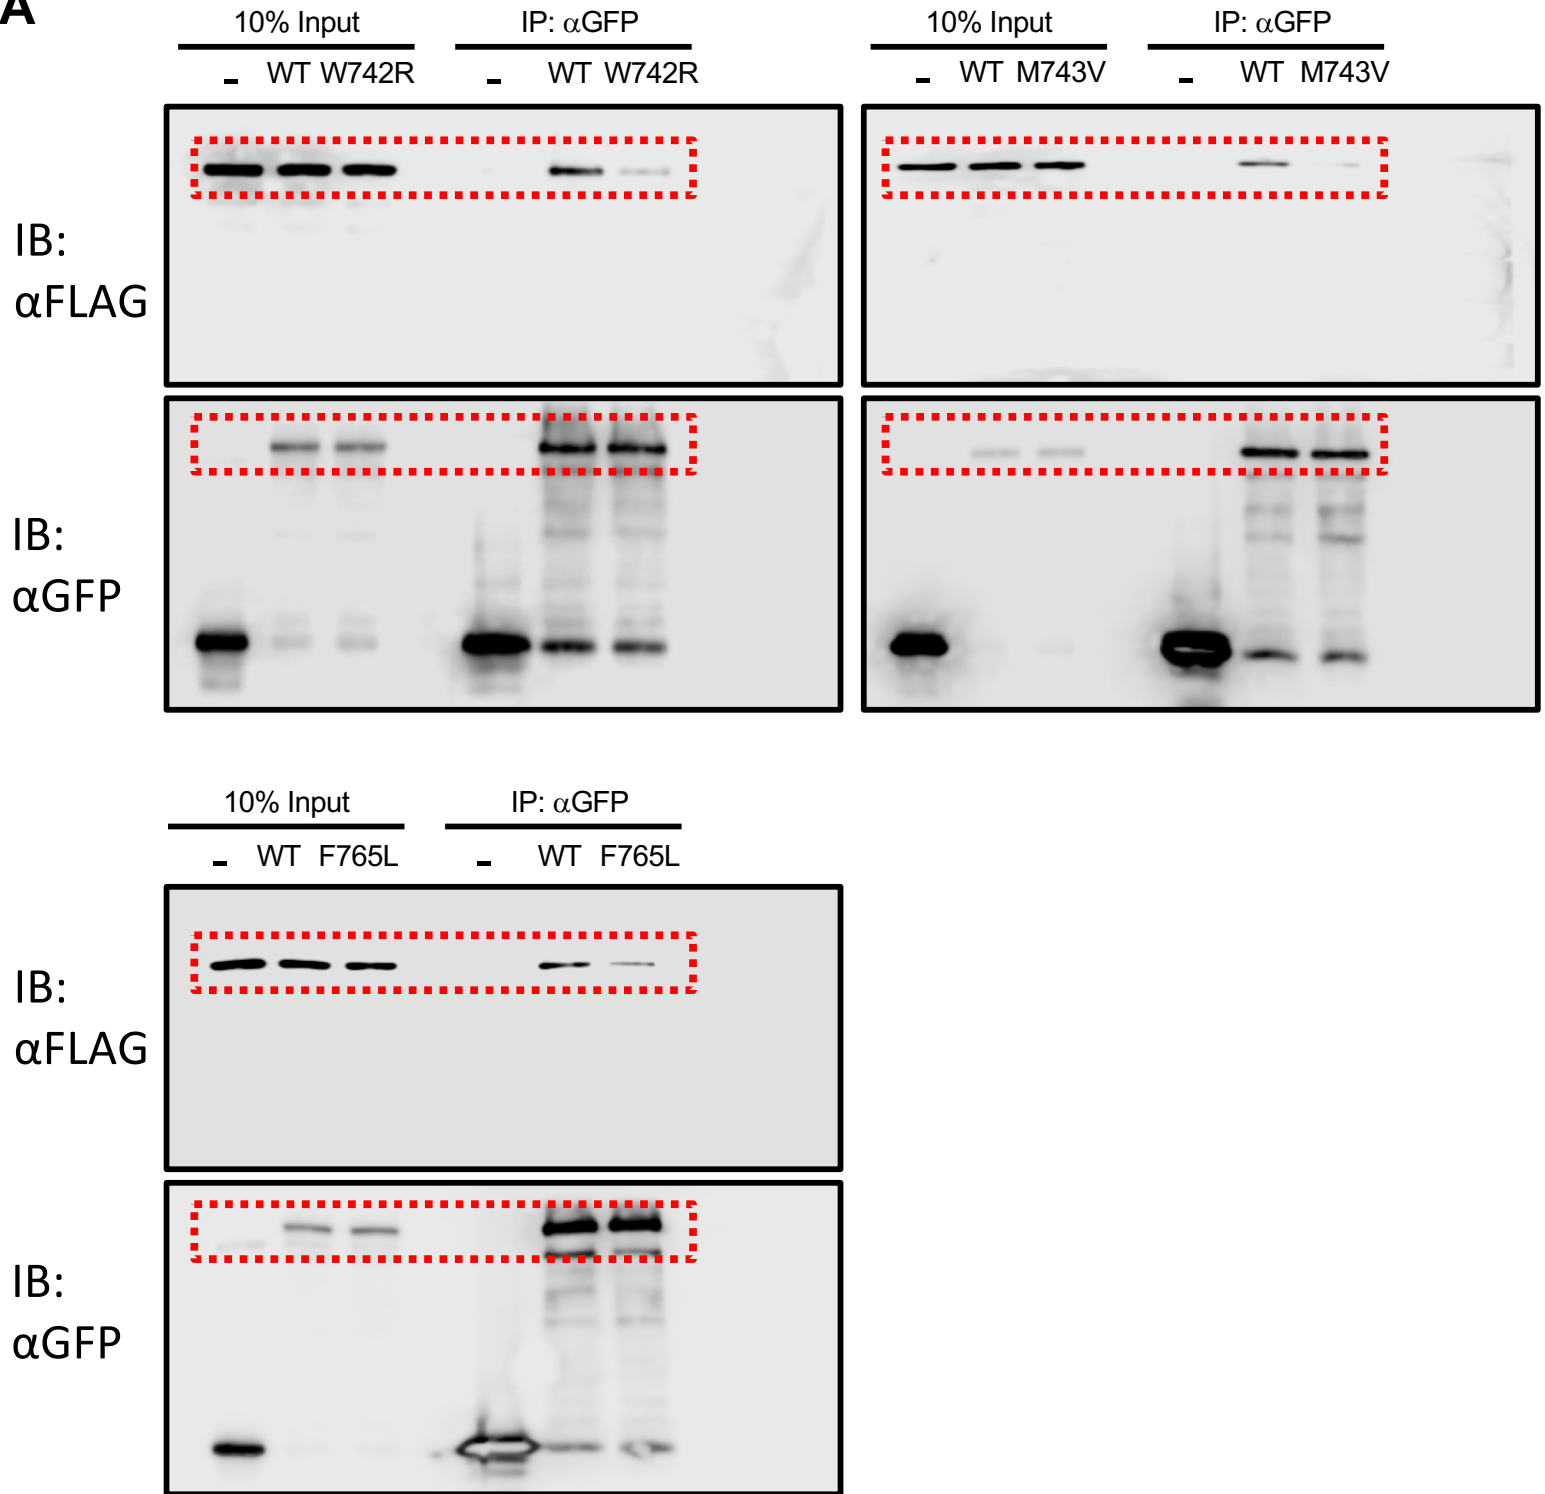 A
10% Input IP: αGFP 10% Input IP: αGFP
- WT W742R - WT W742R - WT M743V - WT M743V
IB:
αFLAG
IB:
αGFP
10% Input IP: αGFP
- WT F765L - WT F765L
IB:
αFLAG
IB:
αGFP